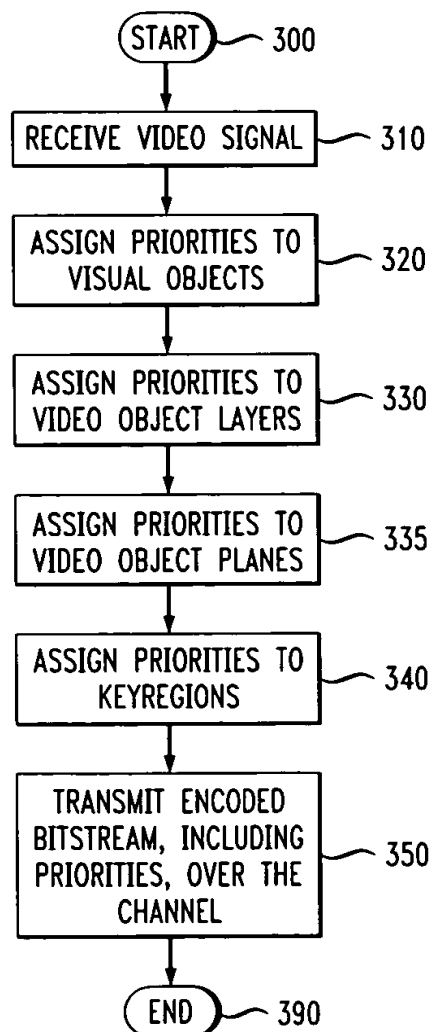 START 300
RECEIVE VIDEO SIGNAL 310
ASSIGN PRIORITIES TO
VISUAL OBJECTS 320
ASSIGN PRIORITIES TO
VIDEO OBJECT LAYERS 330
ASSIGN PRIORITIES TO
VIDEO OBJECT PLANES 335
ASSIGN PRIORITIES TO
KEYREGIONS 340
TRANSMIT ENCODED
BITSTREAM, INCLUDING
PRIORITIES, OVER THE
CHANNEL 350
END 390